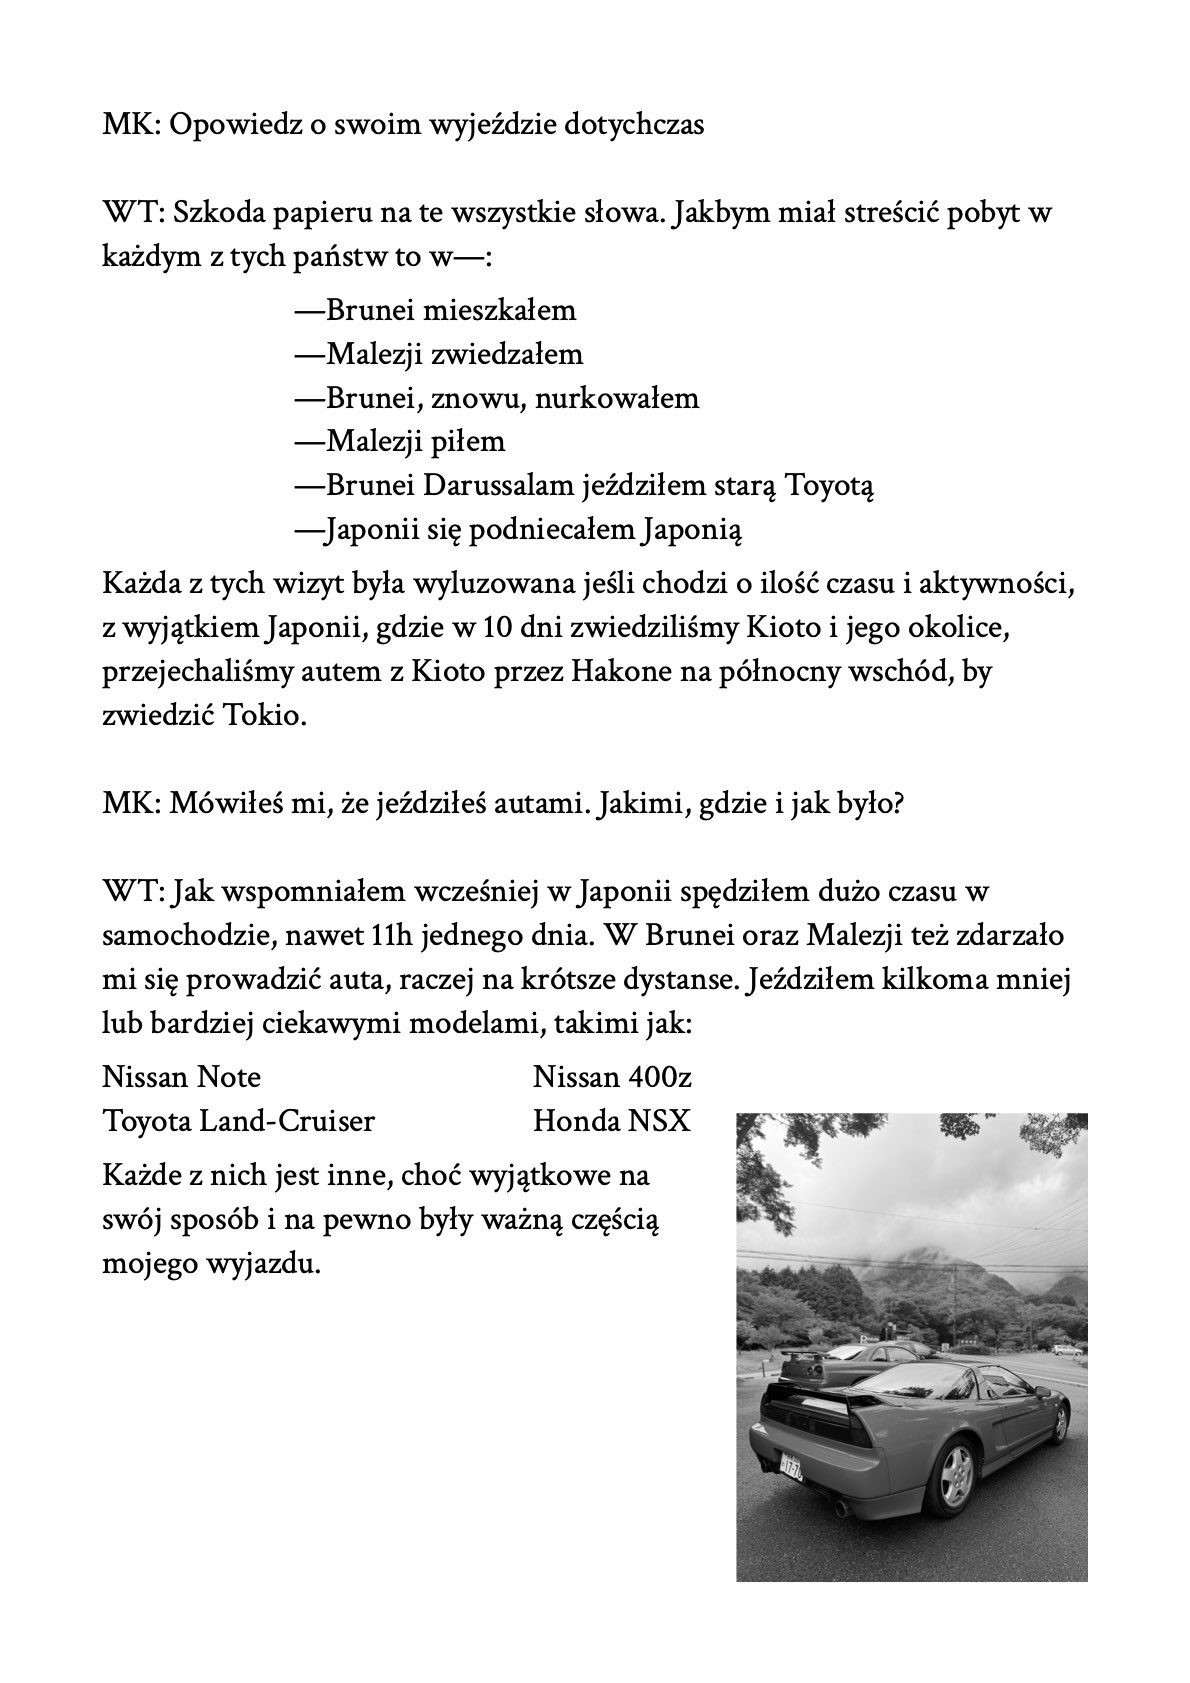 MK: Opowiedz o swoim wyjeździe dotychczas
WT: Szkoda papieru na te wszystkie słowa. Jakbym miał streścić pobyt w
każdym z tych państw to w—:
—Brunei mieszkałem
—Malezji zwiedzałem
—Brunei, znowu, nurkowałem
—Malezji piłem
—Brunei Darussalam jeździłem starą Toyotą
—Japonii się podniecałem Japonią
Każda z tych wizyt była wyluzowana jeśli chodzi o ilość czasu i aktywności,
z wyjątkiem Japonii, gdzie w 10 dni zwiedziliśmy Kioto i jego okolice,
przejechaliśmy autem z Kioto przez Hakone na północny wschód, by
zwiedzić Tokio.
MK: Mówiłeś mi, że jeździłeś autami. Jakimi, gdzie i jak było?
WT: Jak wspomniałem wcześniej w Japonii spędziłem dużo czasu w
samochodzie, nawet 11h jednego dnia. W Brunei oraz Malezji też zdarzało
mi się prowadzić auta, raczej na krótsze dystanse. Jeździłem kilkoma mniej
lub bardziej ciekawymi modelami, takimi jak:
Nissan Note Nissan 400z
Toyota Land-Cruiser Honda NSX
Każde z nich jest inne, choć wyjątkowe na
swój sposób i na pewno były ważną częścią
mojego wyjazdu.